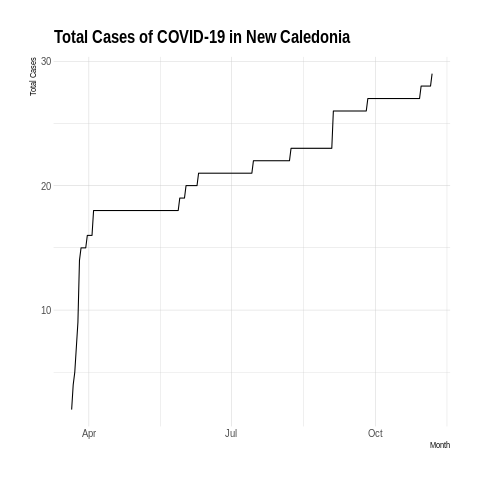 Total Cases of COVID-19 in New Caledonia
Total Cases
30
20
10
Apr
Jul
Oct
Month